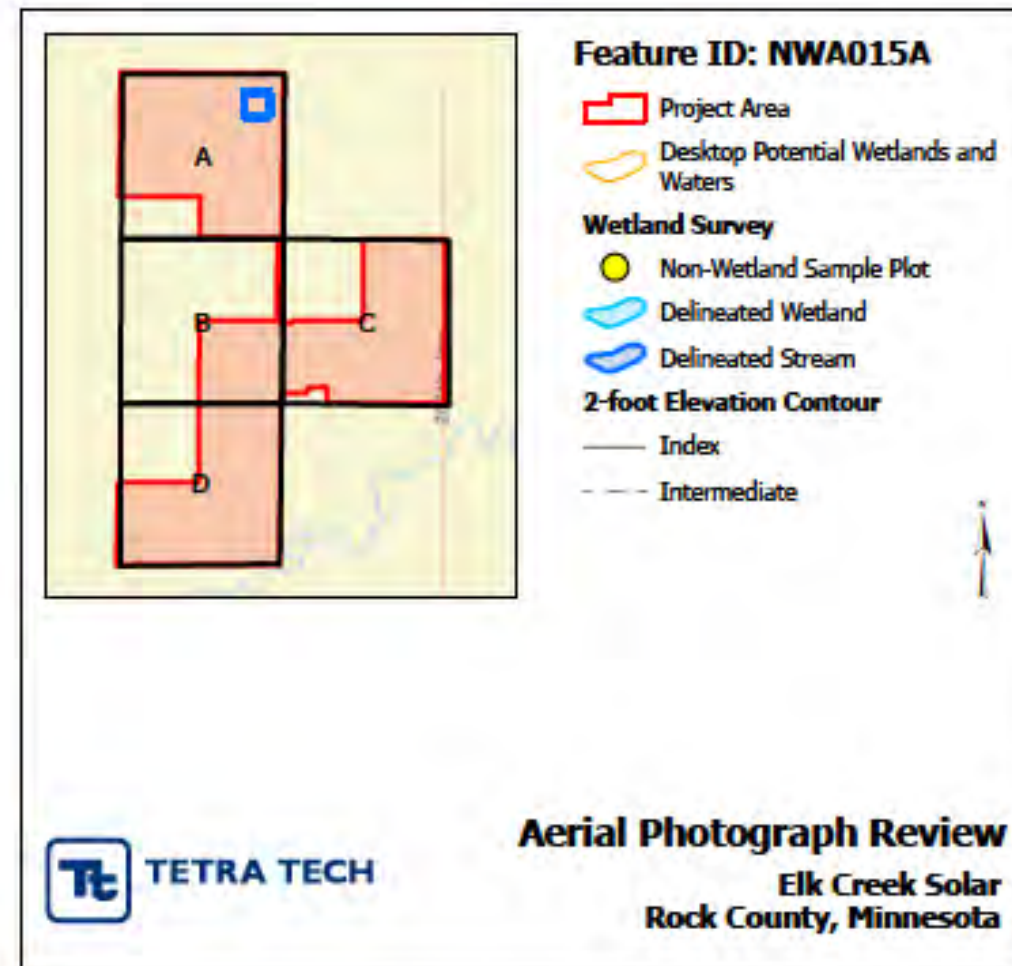 Feature ID: NWA015A
Project Area
Desktop Potential Wetlands and
Waters
Wetland Survey
Non-Wetland Sample Plot
Delineated Wetland
Delineated Stream
2-foot Elevation Contour
Index
Intermediate
A
B
C
D
Tt
TETRA TECH
Aerial Photograph Review
Elk Creek Solar
Rock County, Minnesota